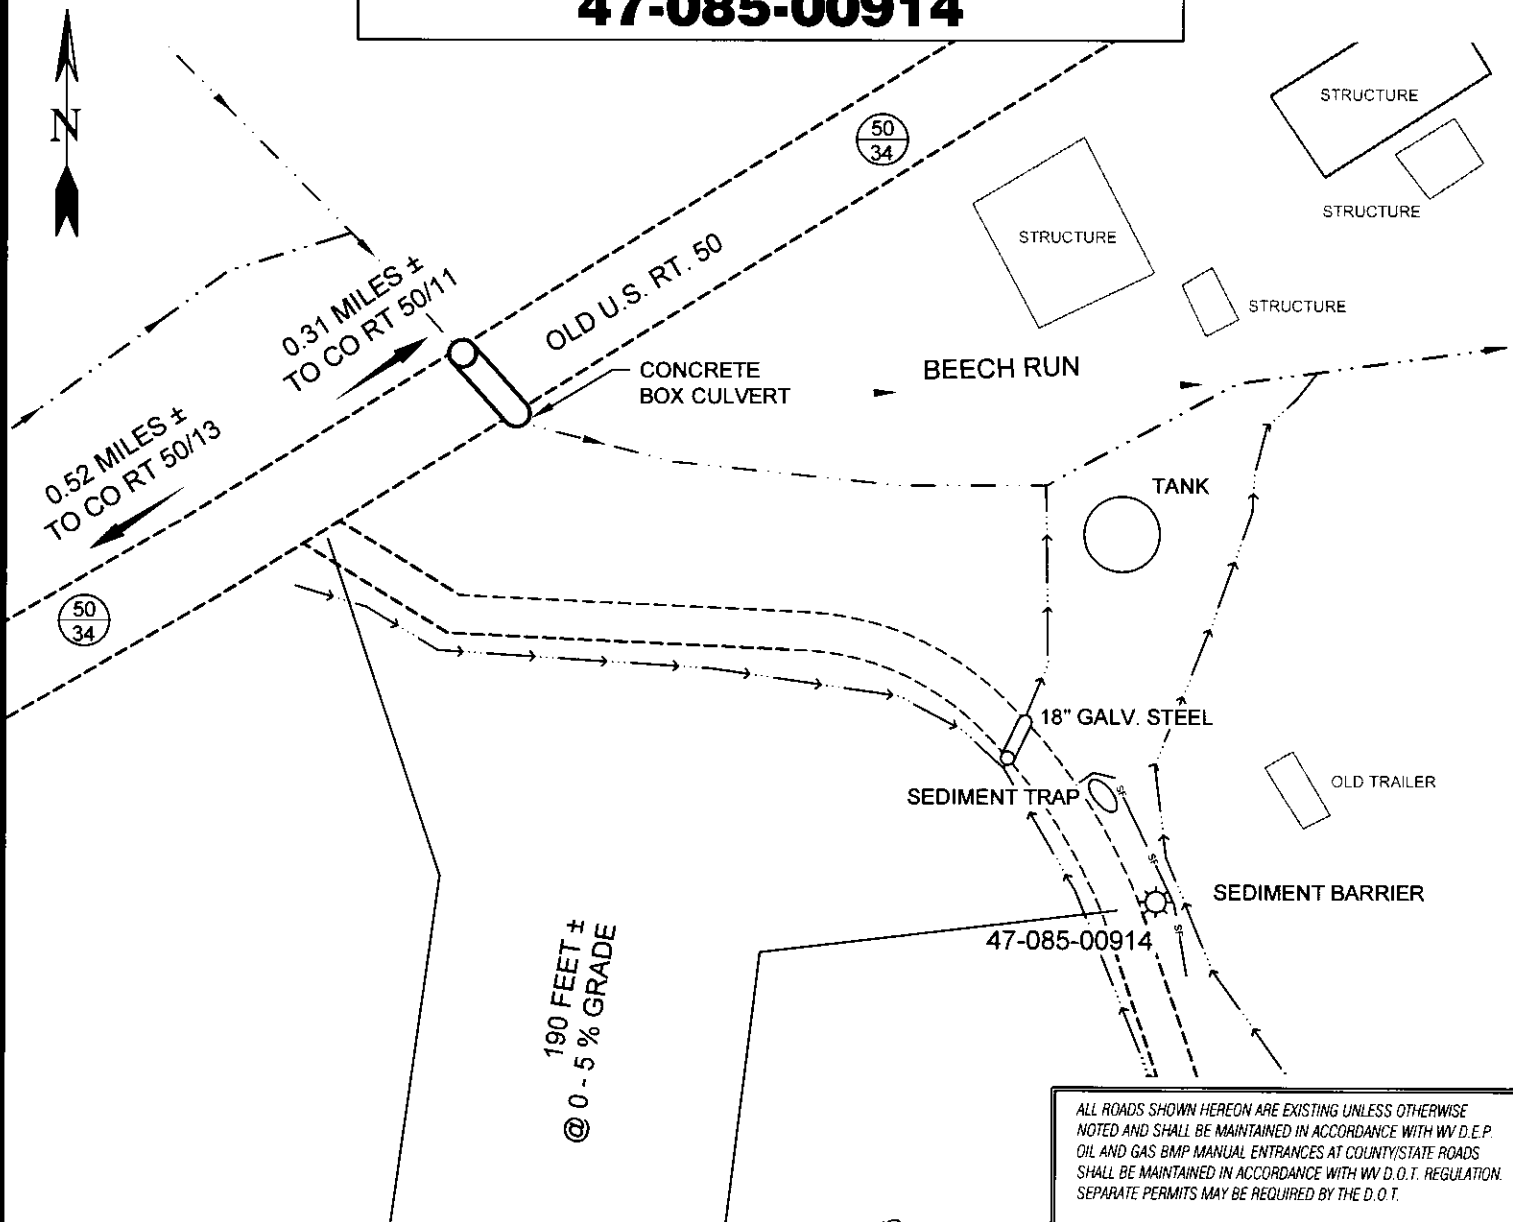 47-085-00914
N
STRUCTURE
50
34
STRUCTURE
STRUCTURE
STRUCTURE
OLD U.S. RT. 50
0.31 MILES ±
TO CO RT 50/11
CONCRETE
BOX CULVERT
BEECH RUN
0.52 MILES ±
TO CO RT 50/13
TANK
50
34
18" GALV. STEEL
SEDIMENT TRAP
SF
OLD TRAILER
SF
SEDIMENT BARRIER
SF
47-085-00914
190 FEET ±
@ 0 - 5 % GRADE
ALL ROADS SHOWN HEREON ARE EXISTING UNLESS OTHERWISE
NOTED AND SHALL BE MAINTAINED IN ACCORDANCE WITH WV D.E.P.
OIL AND GAS BMP MANUAL ENTRANCES AT COUNTY/STATE ROADS
SHALL BE MAINTAINED IN ACCORDANCE WITH WV D.O.T. REGULATION.
SEPARATE PERMITS MAY BE REQUIRED BY THE D.O.T.